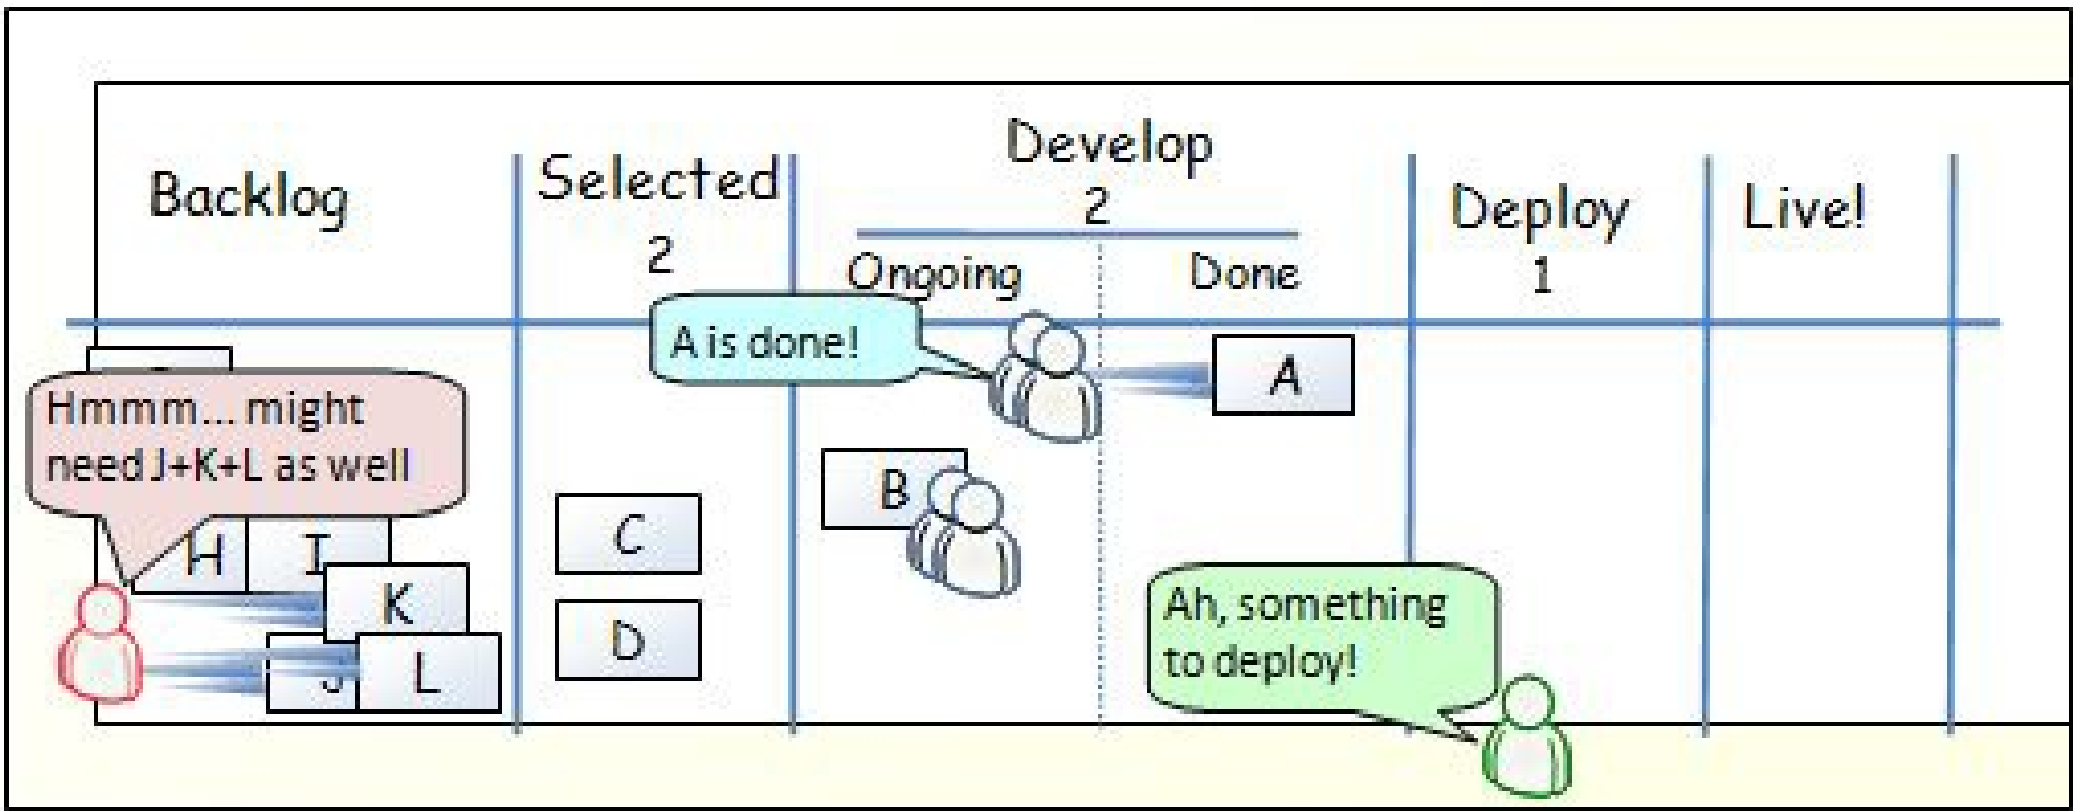 Backlog
Selected
2
Develop
2
Ongoing
Done
Deploy
1
Live!
A is done!
A
Hmmm... might
need J+K+L as well
B
C
H
I
K
D
J
L
Ah, something
to deploy!